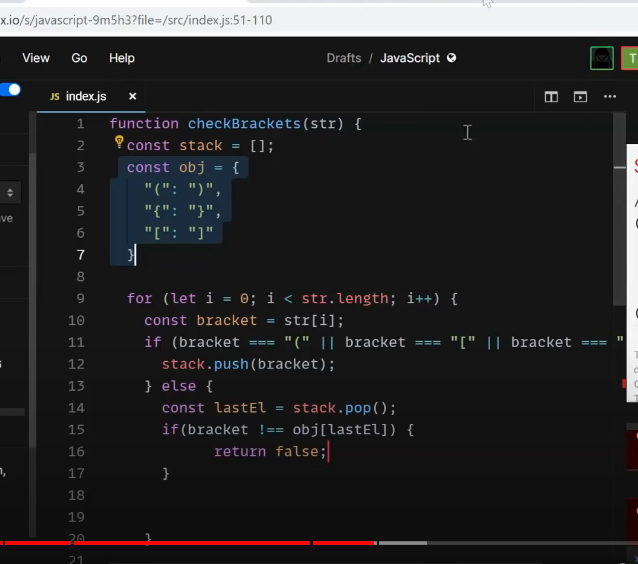 x.io/s/javascript-9m5h3?file=/src/index.js:51-110
View Go Help
Drafts / JavaScript
T
JS index.js ×
1 function checkBrackets(str) {
2 const stack = [];
3 const obj = {
4 "(": ")",
5 "{": "}",
6 "[": "]"
7 }
8
9 for (let i = 0; i < str.length; i++) {
10 const bracket = str[i];
11 if (bracket === "(" || bracket === "[" || bracket === "
12 stack.push(bracket);
13 } else {
14 const lastEl = stack.pop();
15 if(bracket !== obj[lastEl]) {
16 return false;
17 }
18
19
20 }
21